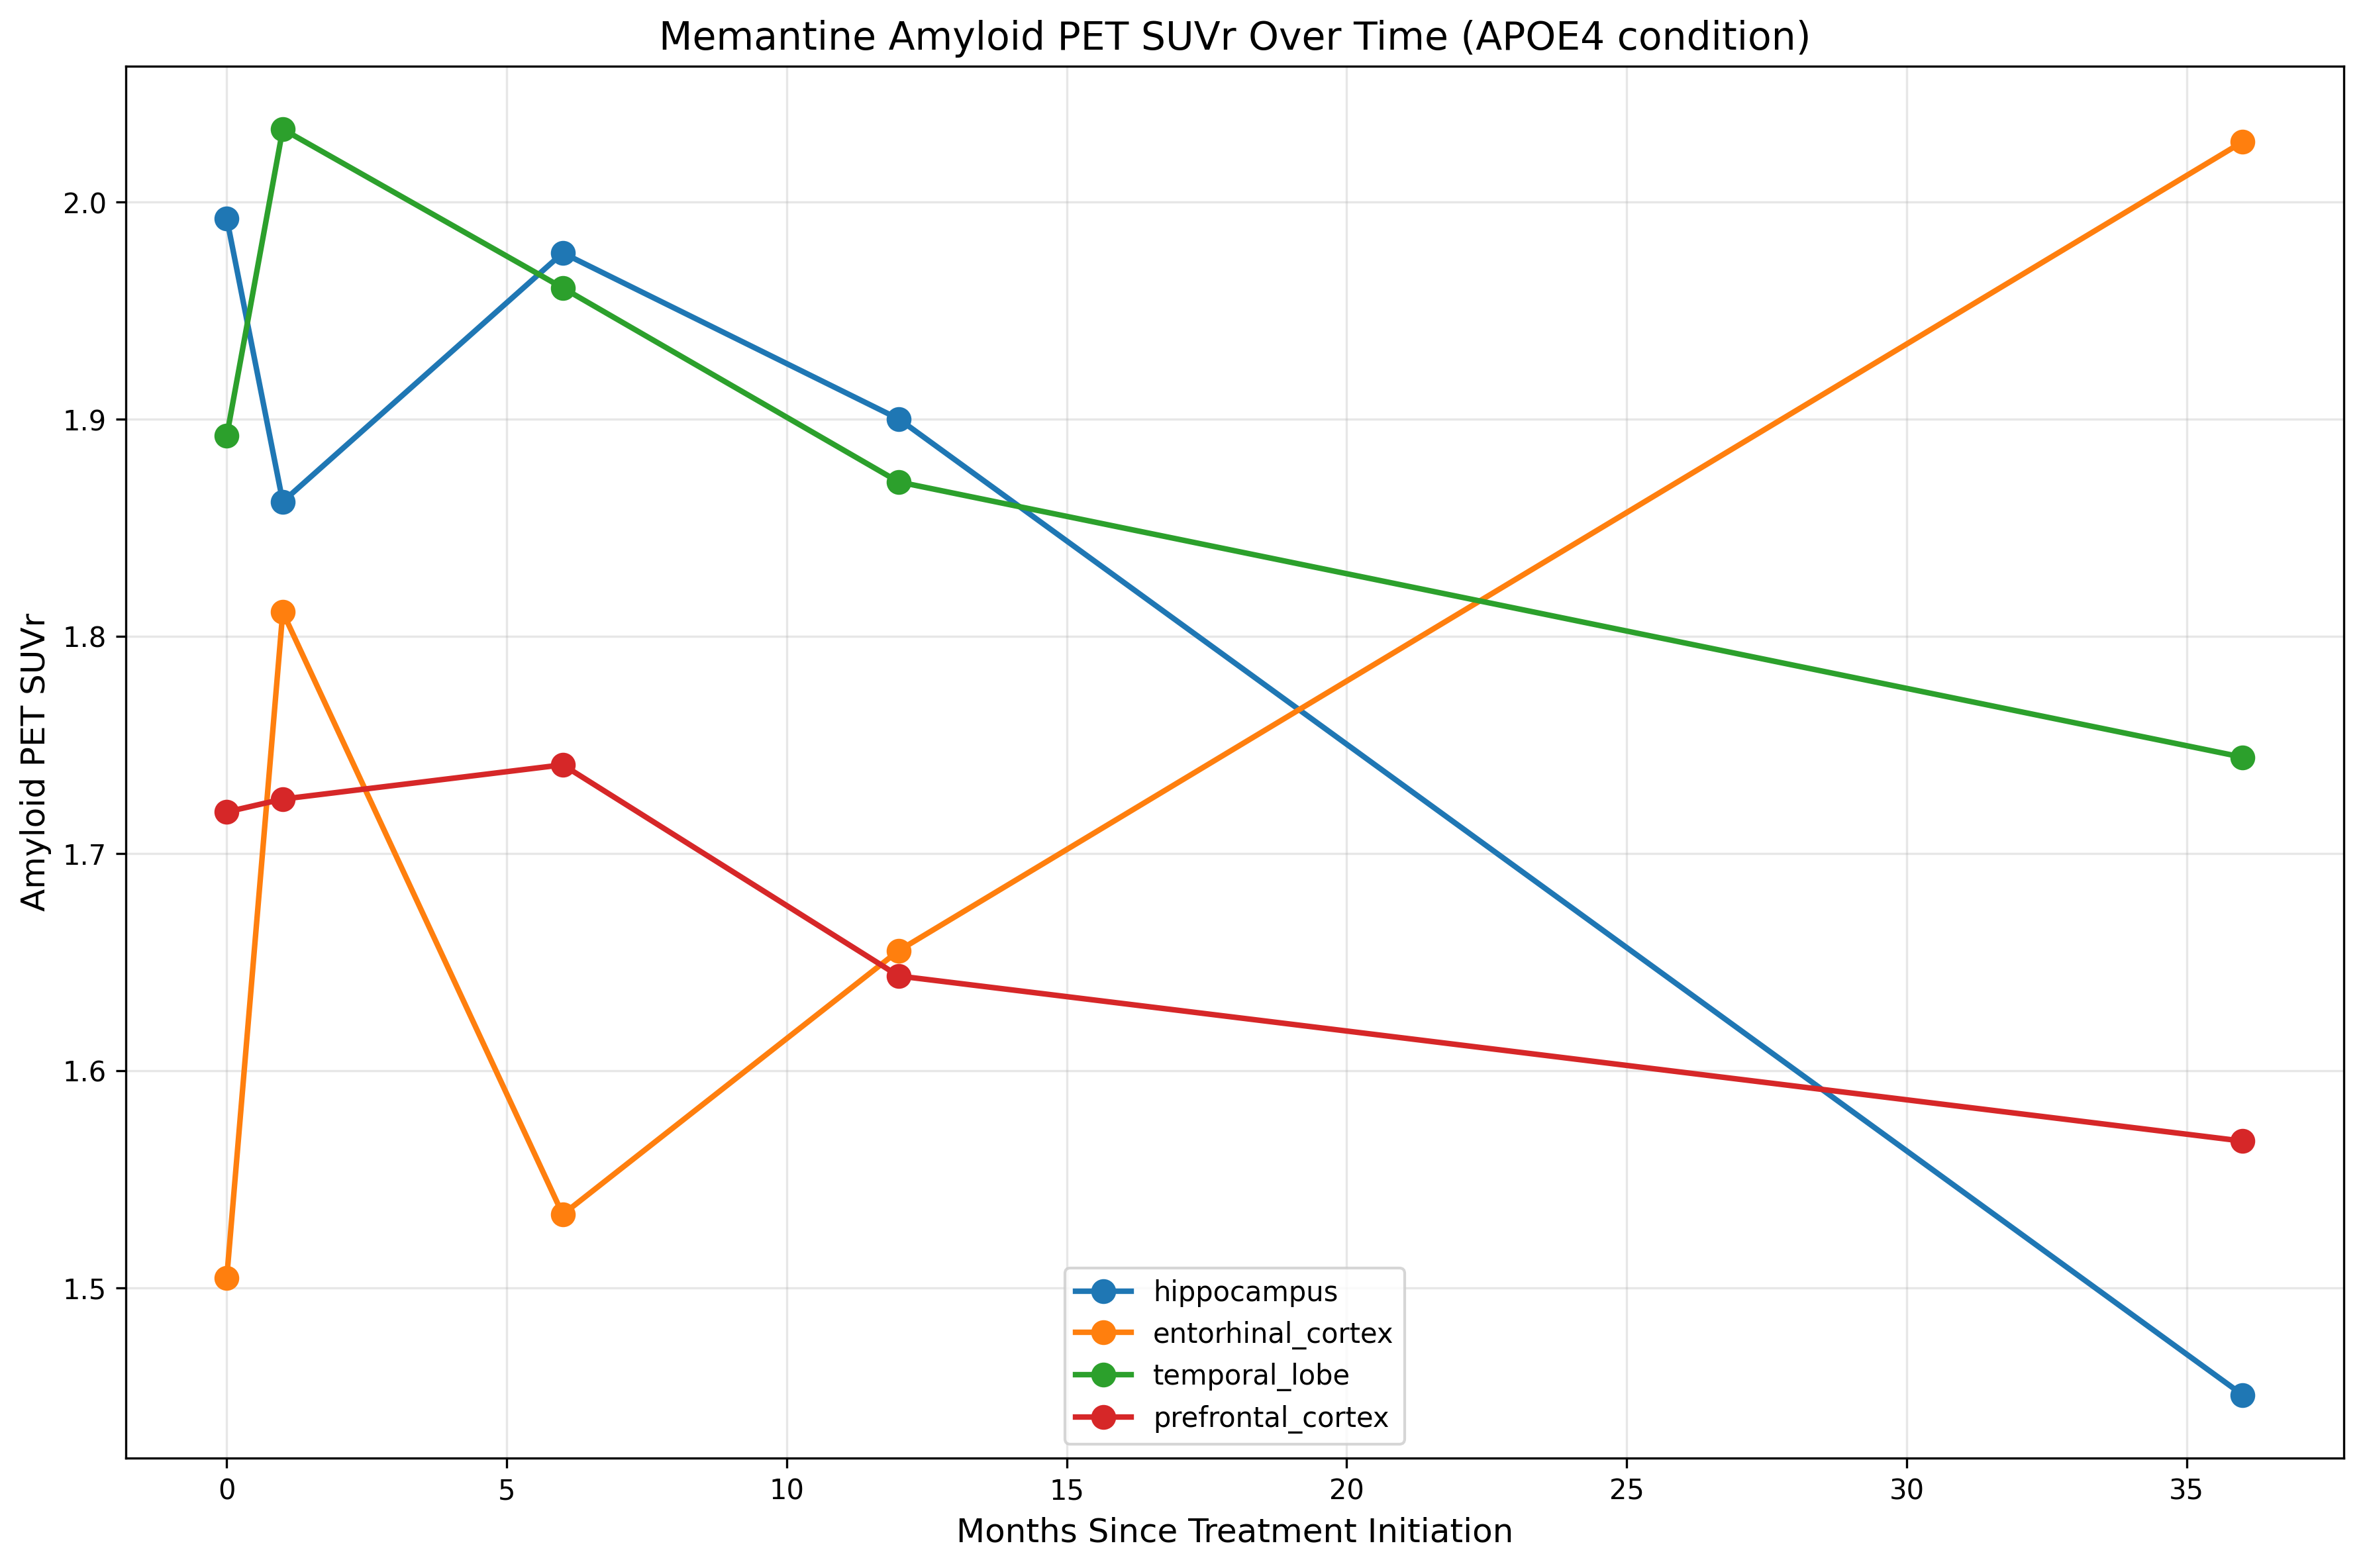 Memantine Amyloid PET SUVr Over Time (APOE4 condition)
Amyloid PET SUVr
2.0
1.9
1.8
1.7
1.6
1.5
hippocampus
entorhinal_cortex
temporal_lobe
prefrontal_cortex
0 5 10 15 20 25 30 35
Months Since Treatment Initiation